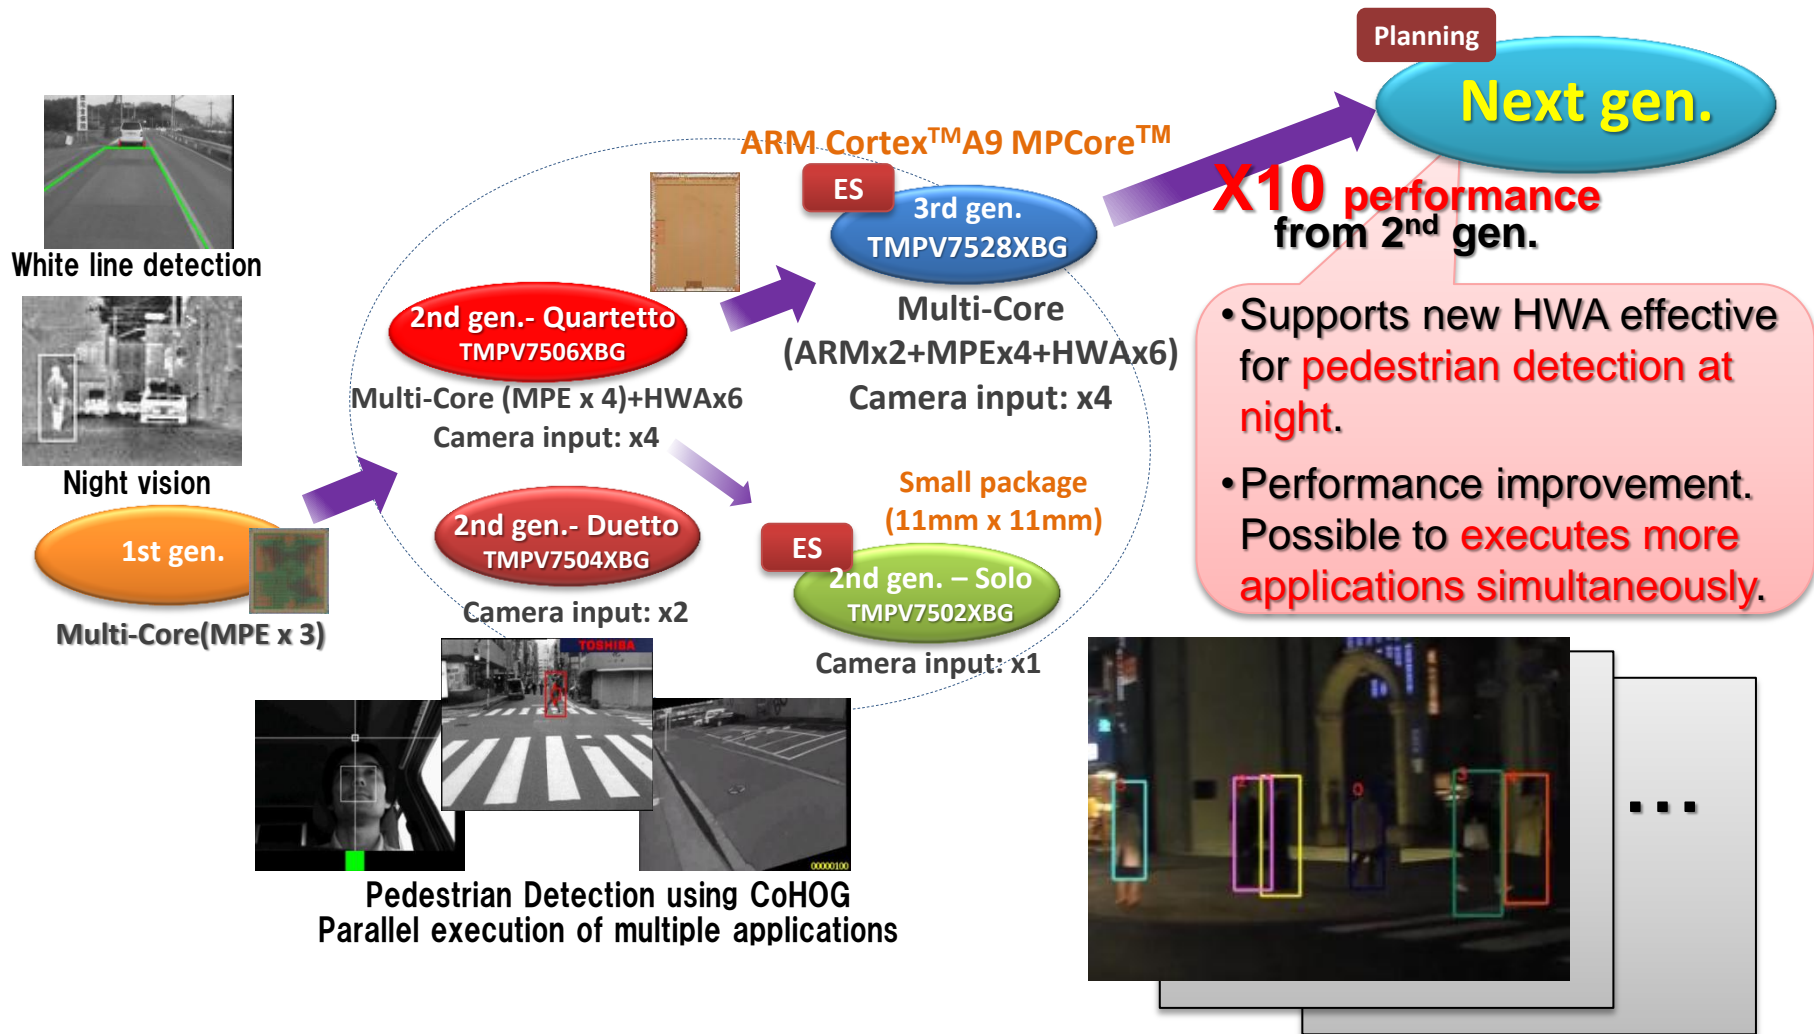 Planning
Next gen.
X10 performance
from 2nd gen.
•Supports new HWA effective
for pedestrian detection at
night.
•Performance improvement.
Possible to executes more
applications simultaneously.
ARM Cortex™A9 MPCore™
ES
3rd gen.
TMPV7528XBG
Multi-Core
(ARMx2+MPEx4+HWAx6)
Camera input: x4
White line detection
Night vision
1st gen.
Multi-Core(MPE x 3)
2nd gen.- Quartetto
TMPV7506XBG
Multi-Core (MPE x 4)+HWAx6
Camera input: x4
2nd gen.- Duetto
TMPV7504XBG
Camera input: x2
Small package
(11mm x 11mm)
ES
2nd gen. – Solo
TMPV7502XBG
Camera input: x1
TOSHIBA
00000100
Pedestrian Detection using CoHOG
Parallel execution of multiple applications
0
3
...